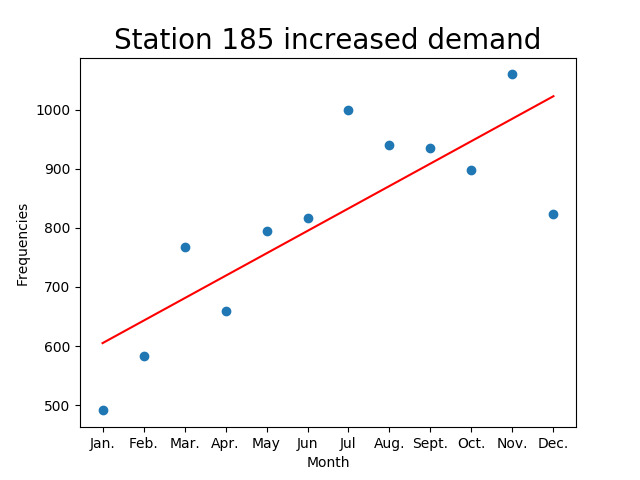 Station 185 increased demand
1000
900
800
700
600
500
Frequencies
Jan. Feb. Mar. Apr. May Jun Jul Aug. Sept. Oct. Nov. Dec.
Month